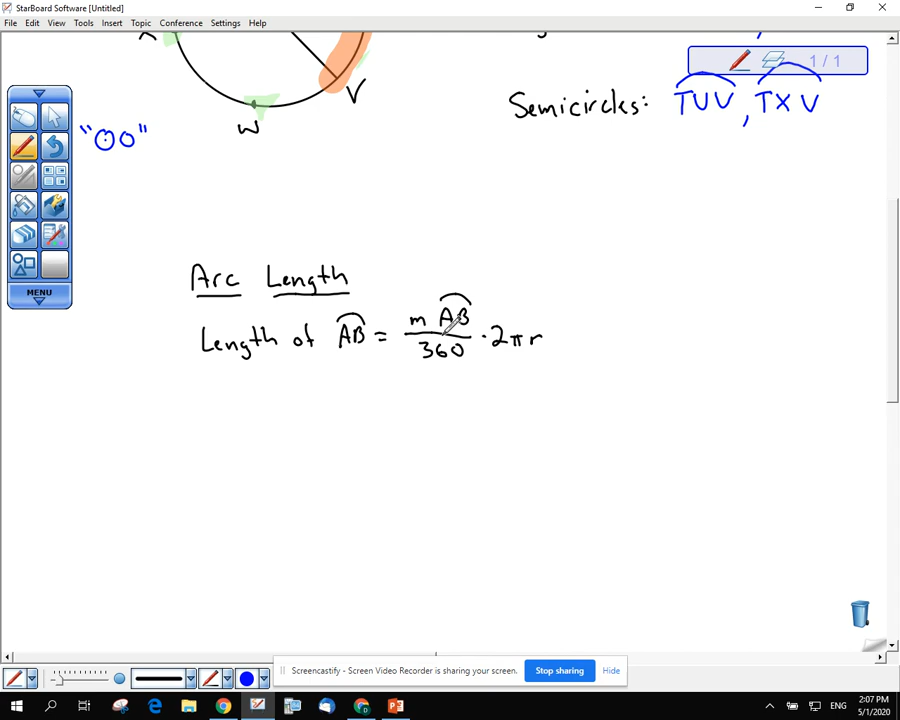 StarBoard Software [Untitled]
File Edit View Tools Insert Topic Conference Settings Help
1 / 1
V
W
"⊙O"
Semicircles: TUV, TXV
MENU
Arc Length
Length of AB = m AB / 360 · 2πr
Screencastify - Screen Video Recorder is sharing your screen. Stop sharing Hide
ENG
2:07 PM
5/1/2020